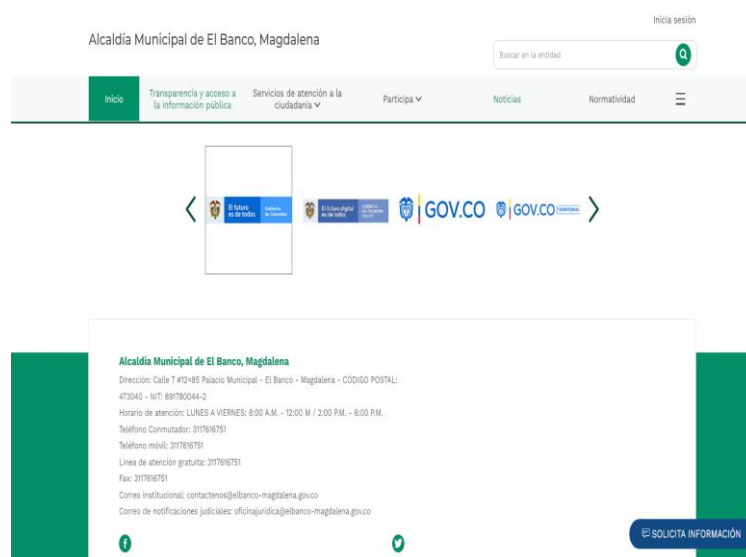 Inicia sesión
Alcaldía Municipal de El Banco, Magdalena
Buscar en la entidad
Inicio
Transparencia y acceso a
la información pública
Servicios de atención a la
ciudadanía
Participa
Noticias
Normatividad
El futuro
es de todos
Gobierno
de Colombia
El futuro digital
es de todos
GOV.CO
GOV.CO
Alcaldía Municipal de El Banco, Magdalena
Dirección: Calle 7 #12=85 Palacio Municipal - El Banco - Magdalena - CÓDIGO POSTAL:
473040 - NIT: 891780044-2
Horario de atención: LUNES A VIERNES: 8:00 A.M. - 12:00 M / 2:00 P.M. - 6:00 P.M.
Teléfono Conmutador: 3117616751
Teléfono móvil: 3117616751
Línea de atención gratuita: 3117616751
Fax: 3117616751
Correo institucional: contactenos@elbanco-magdalena.gov.co
Correo de notificaciones judiciales: oficinajuridica@elbanco-magdalena.gov.co
SOLICITA INFORMACIÓN